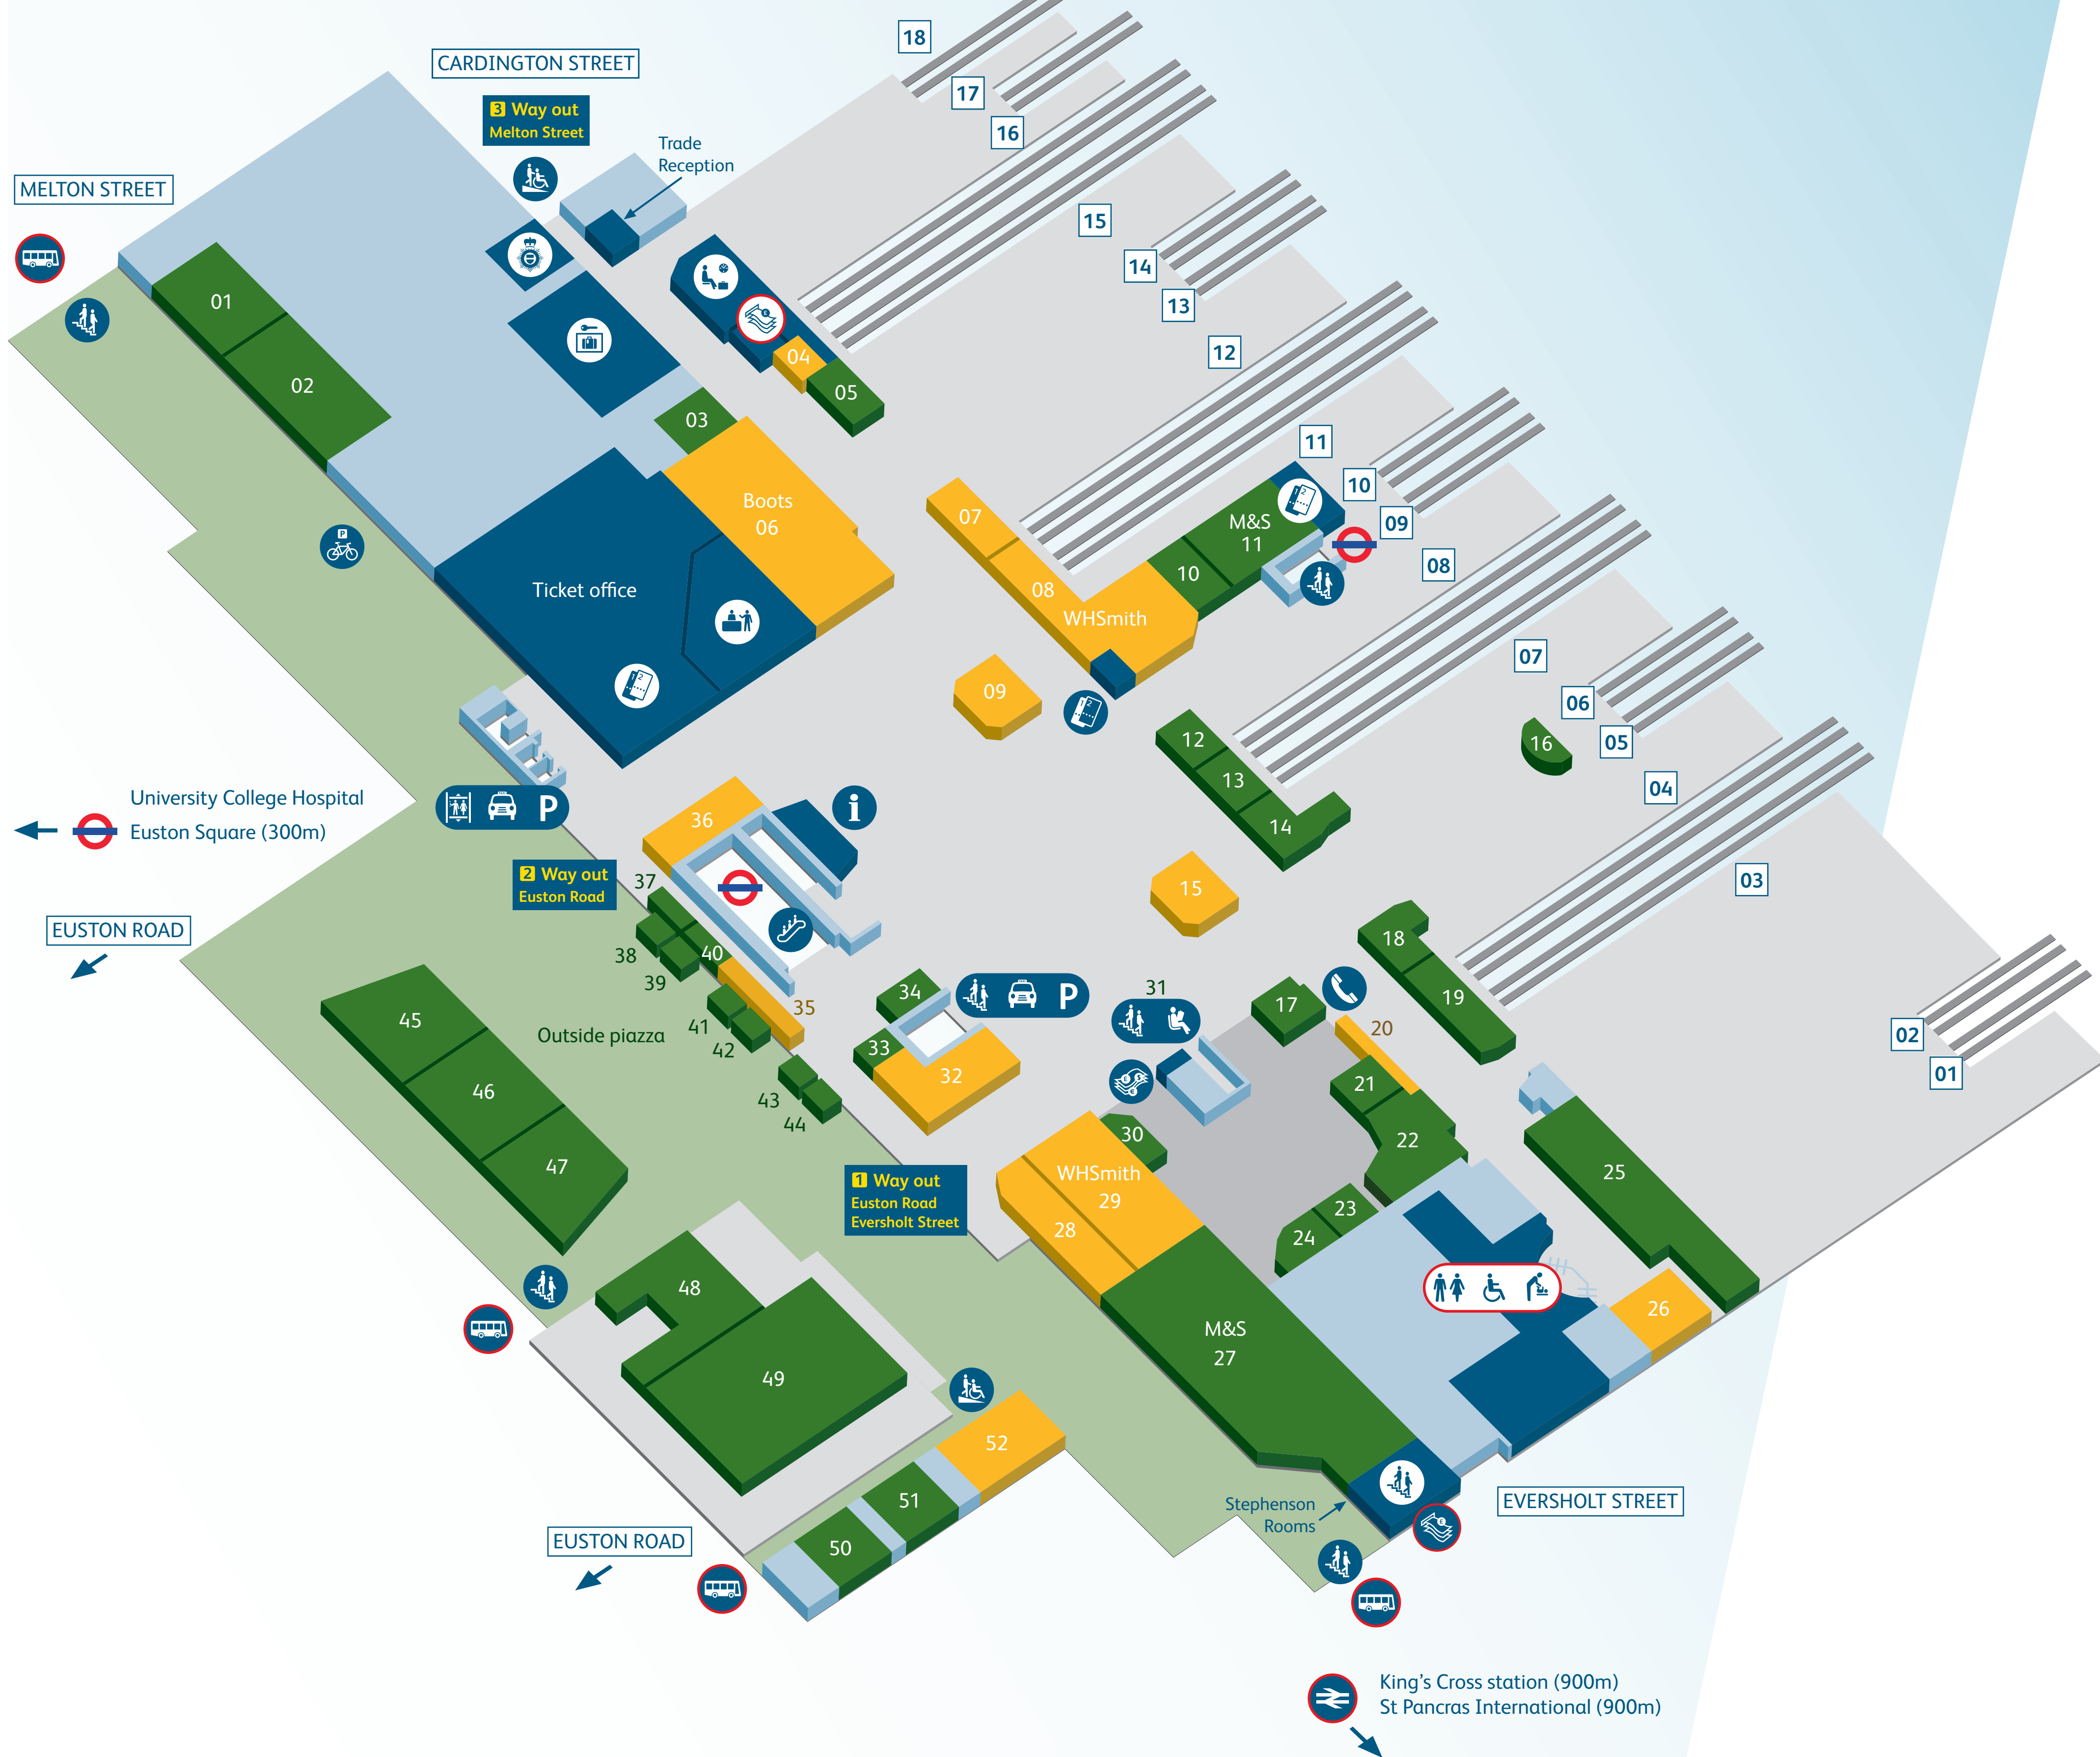 18
CARDINGTON STREET
17
3 Way out
Melton Street
16
Trade
Reception
MELTON STREET
15
14
13
01
12
02
04
05
03
11
10
Boots
06
07
M&S
11
09
08
10
08
Ticket office
WHSmith
07
09
06
05
12
16
13
04
University College Hospital
Euston Square (300m)
P
36
i
14
2 Way out
Euston Road
37
15
03
EUSTON ROAD
38
40
39
18
34
P
31
17
19
45
41
42
35
Outside piazza
20
02
33
32
01
46
43
44
21
30
22
47
1 Way out
Euston Road
Eversholt Street
WHSmith
29
28
25
23
24
48
26
M&S
27
49
52
51
Stephenson
Rooms
EVERSHOLT STREET
50
EUSTON ROAD
King's Cross station (900m)
St Pancras International (900m)